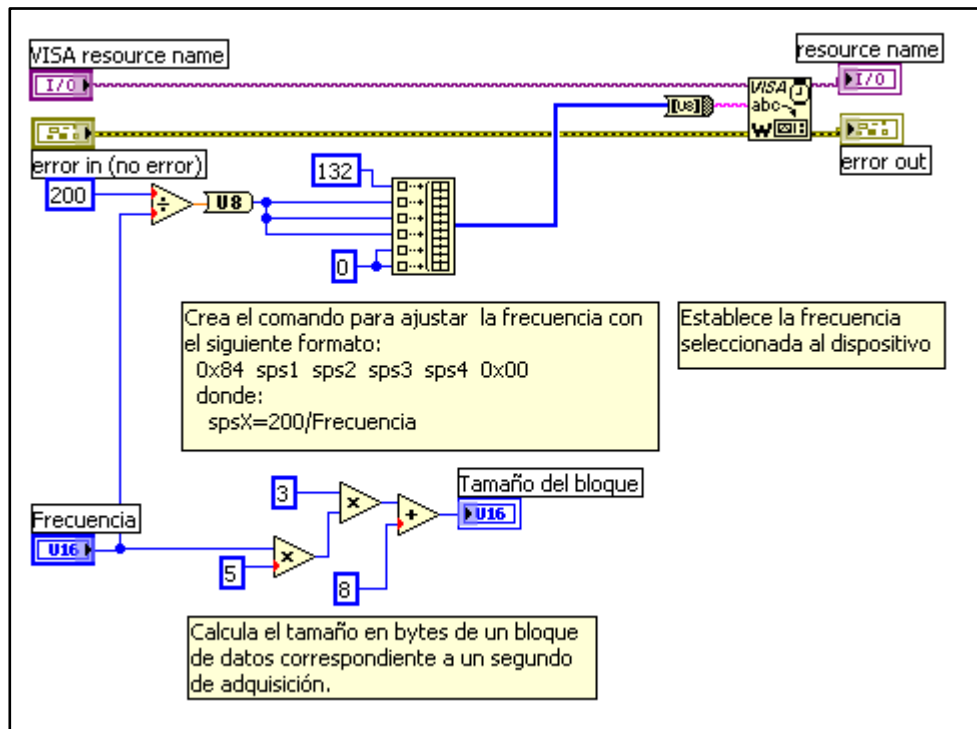 VISA resource name
resource name
I/O
I/O
[U8]
VISA
abc
W
error in (no error)
error out
132
200
÷
U8
0
Crea el comando para ajustar la frecuencia con
el siguiente formato:
0x84 sps1 sps2 sps3 sps4 0x00
donde:
spsX=200/Frecuencia
Establece la frecuencia
seleccionada al dispositivo
Tamaño del bloque
3
x
+
U16
Frecuencia
U16
x
5
8
Calcula el tamaño en bytes de un bloque
de datos correspondiente a un segundo
de adquisición.